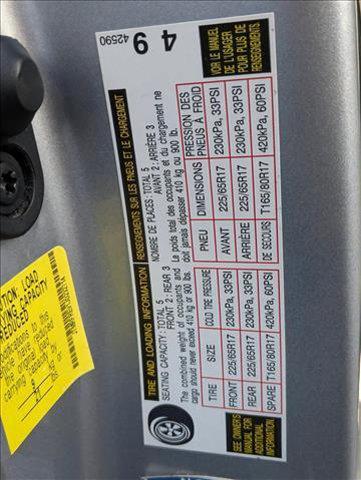 TIRE AND LOADING INFORMATION
SEATING CAPACITY: TOTAL 5
FRONT 2: REAR 3
The combined weight of occupants and
cargo should never exceed 410 kg or 900 lbs.
TIRE SIZE COLD TIRE PRESSURE
FRONT 225/65R17 230kPa, 33PSI
REAR 225/65R17 230kPa, 33PSI
SPARE T165/80R17 420kPa, 60PSI
SEE OWNER'S
MANUAL FOR
ADDITIONAL
INFORMATION
RENSEIGNEMENTS SUR LES PNEUS ET LE CHARGEMENT
NOMBRE DE PLACES: TOTAL 5
AVANT 2: ARRIÈRE 3
Le poids total des occupants et du chargement ne
doit jamais dépasser 410 kg ou 900 lb.
PNEU DIMENSIONS PRESSION DES
PNEUS À FROID
AVANT 225/65R17 230kPa, 33PSI
ARRIÈRE 225/65R17 230kPa, 33PSI
DE SECOURS T165/80R17 420kPa, 60PSI
VOIR LE MANUEL
DE L'USAGER
POUR PLUS DE
RENSEIGNEMENTS
4 9
42590
LOAD
CAPACITY
REDUCED